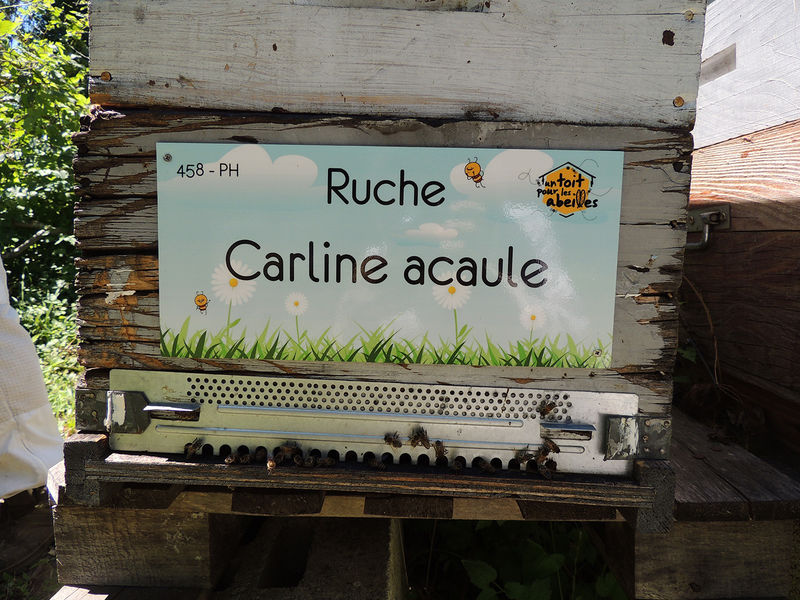 458 - PH
Ruche
un toit
pour les
abeilles
Carline acaule